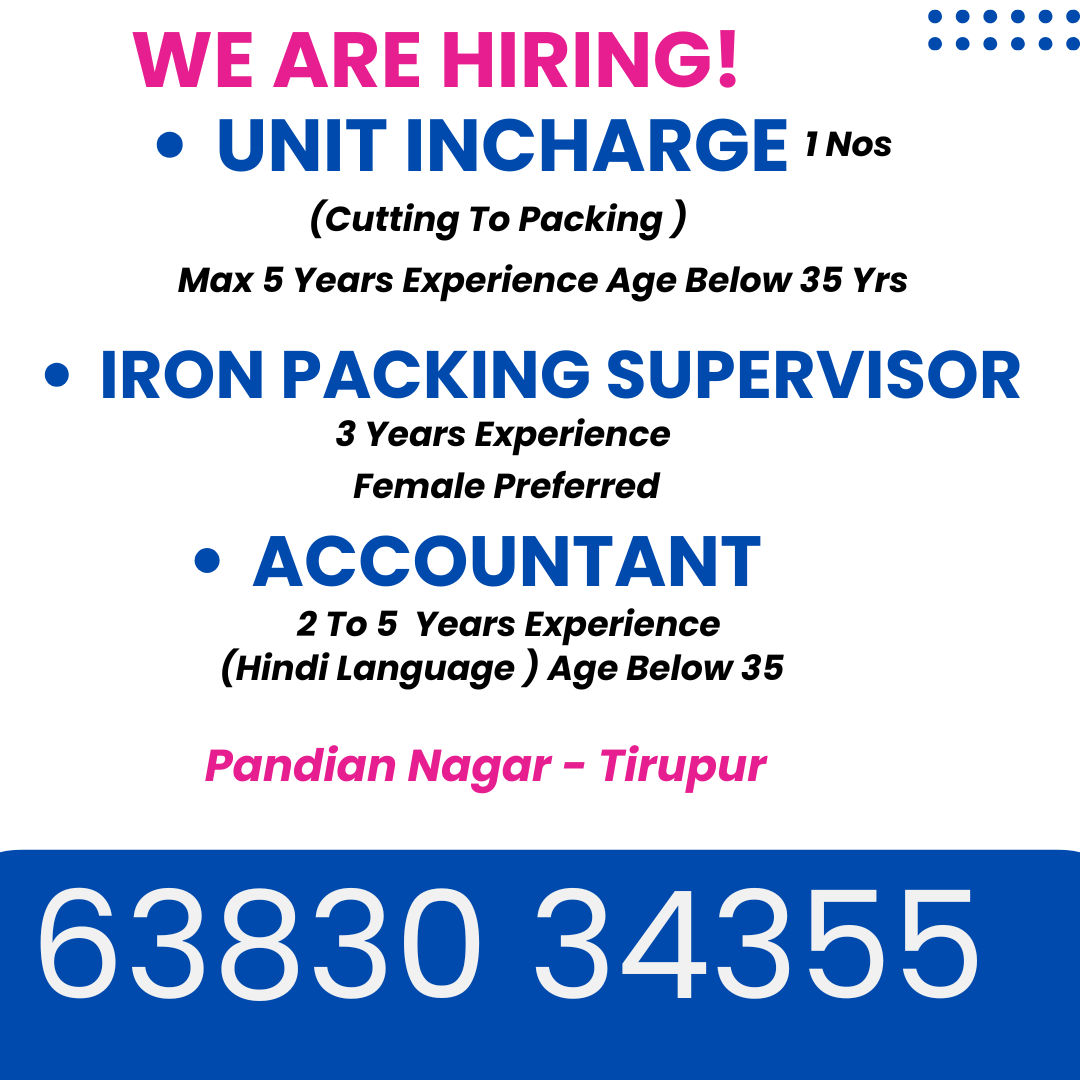 WE ARE HIRING!
• UNIT INCHARGE 1 Nos
(Cutting To Packing )
Max 5 Years Experience Age Below 35 Yrs
• IRON PACKING SUPERVISOR
3 Years Experience
Female Preferred
• ACCOUNTANT
2 To 5 Years Experience
(Hindi Language ) Age Below 35
Pandian Nagar - Tirupur
63830 34355